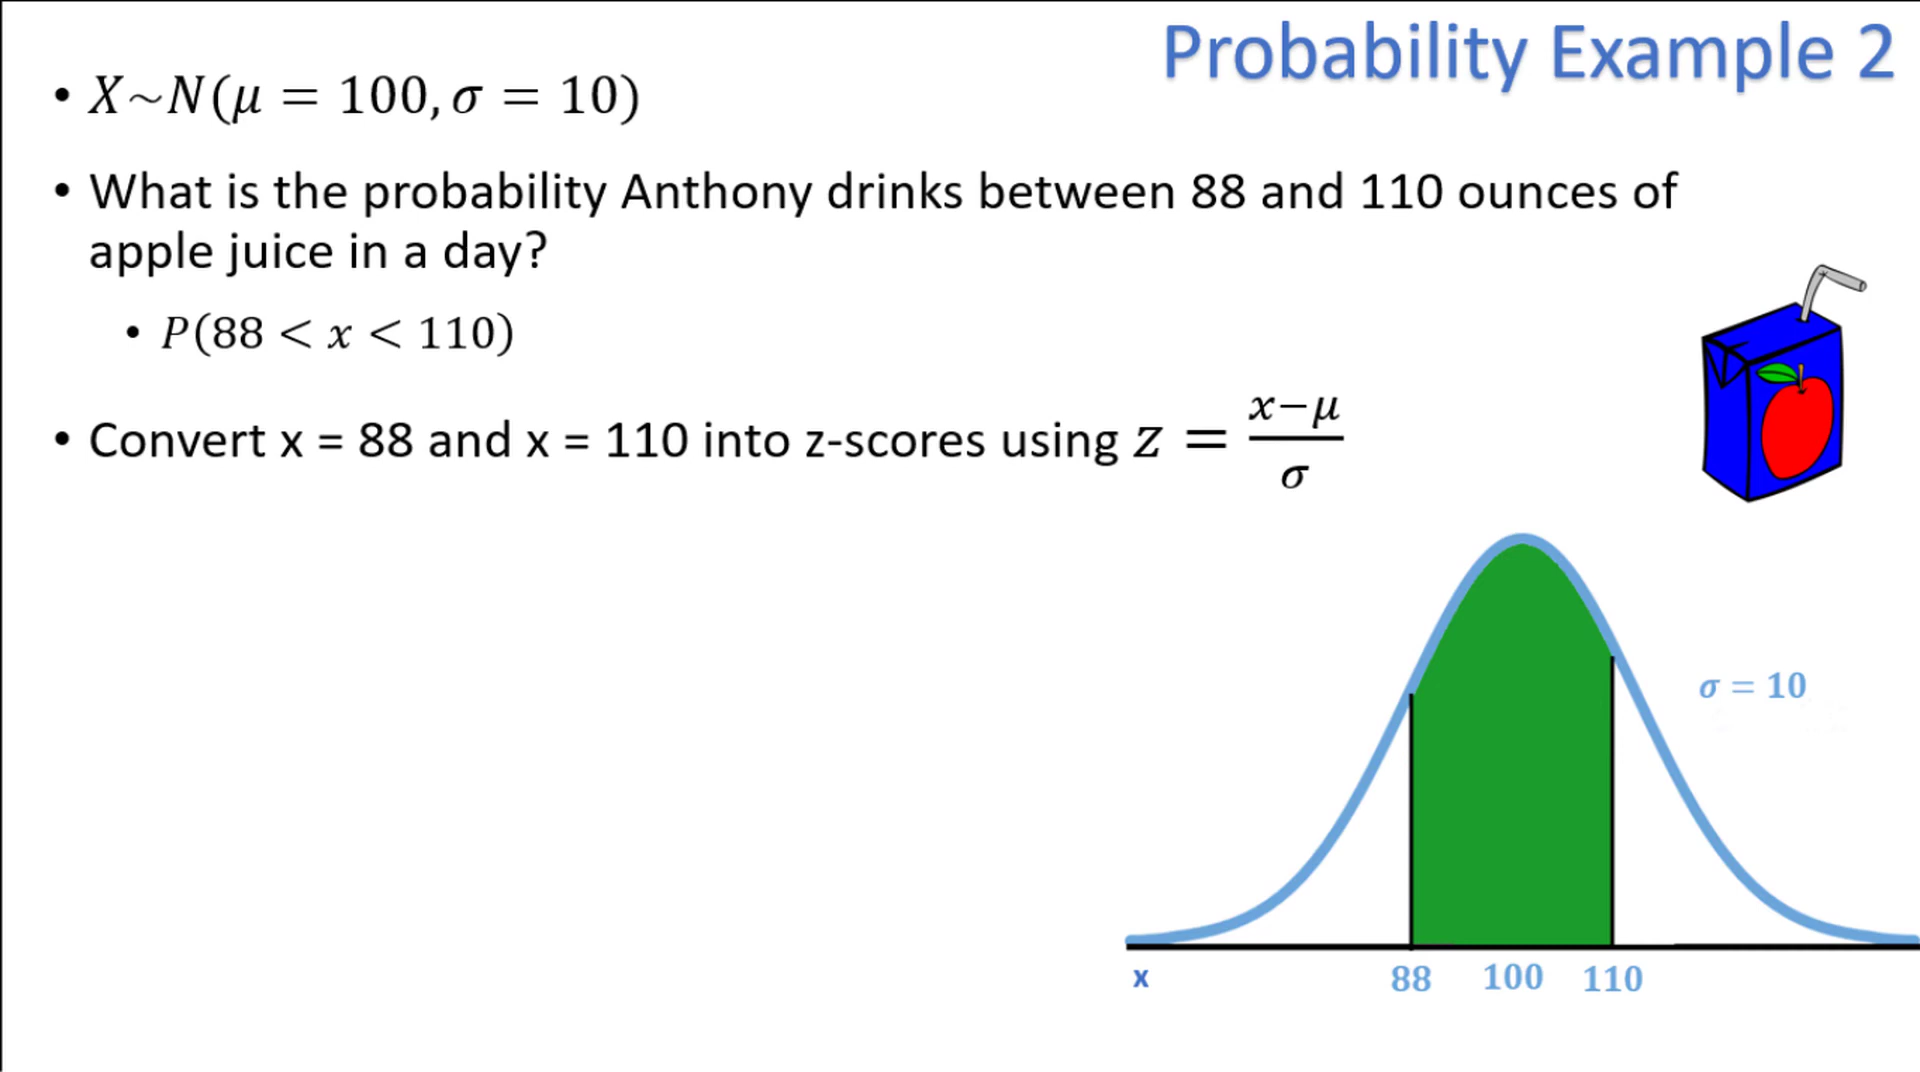 Probability Example 2
• X~N(μ = 100, σ = 10)
• What is the probability Anthony drinks between 88 and 110 ounces of
apple juice in a day?
• P(88 < x < 110)
• Convert x = 88 and x = 110 into z-scores using z = \frac{x-μ}{σ}
σ = 10
x 88 100 110